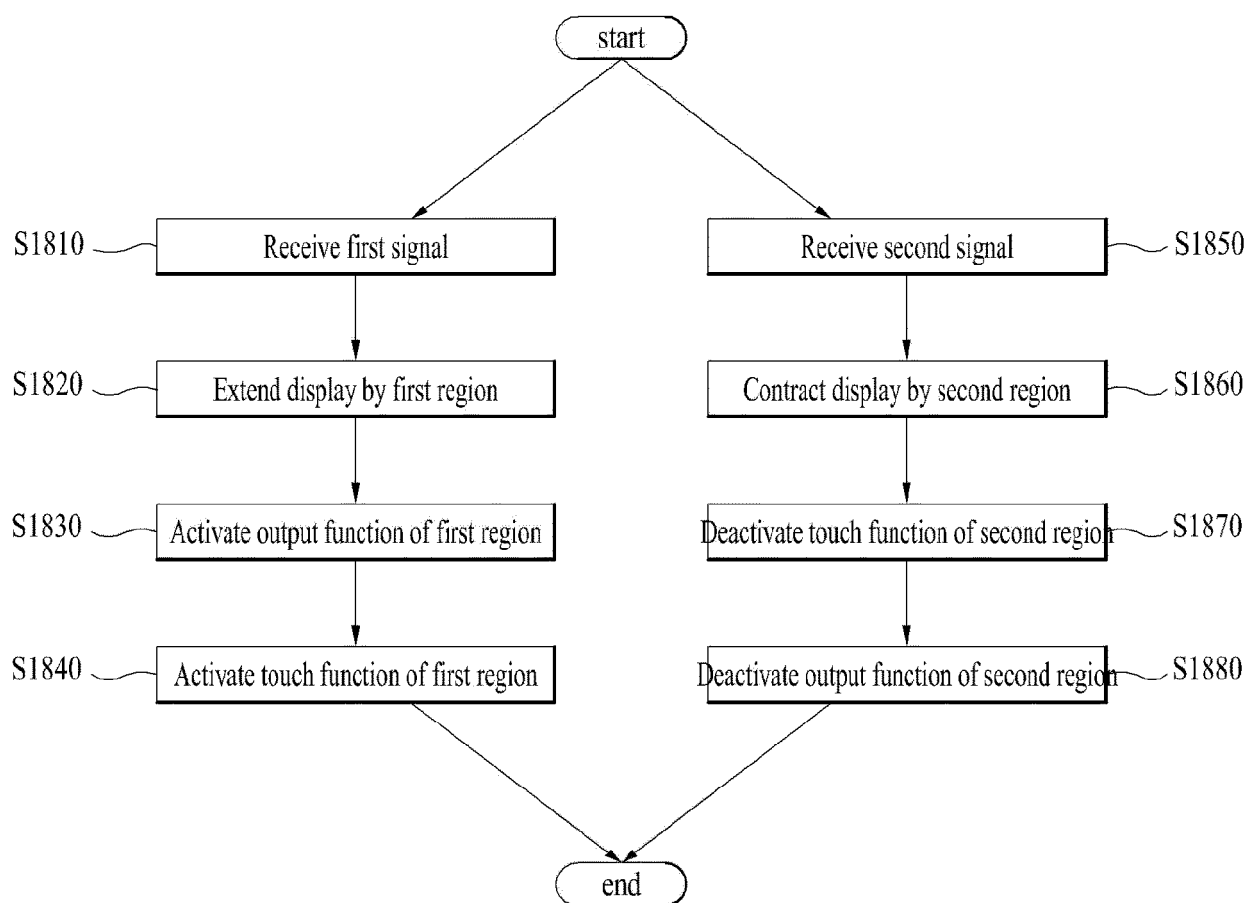 start
S1810
Receive first signal
Receive second signal
S1850
S1820
Extend display by first region
Contract display by second region
S1860
S1830
Activate output function of first region
Deactivate touch function of second region
S1870
S1840
Activate touch function of first region
Deactivate output function of second region
S1880
end